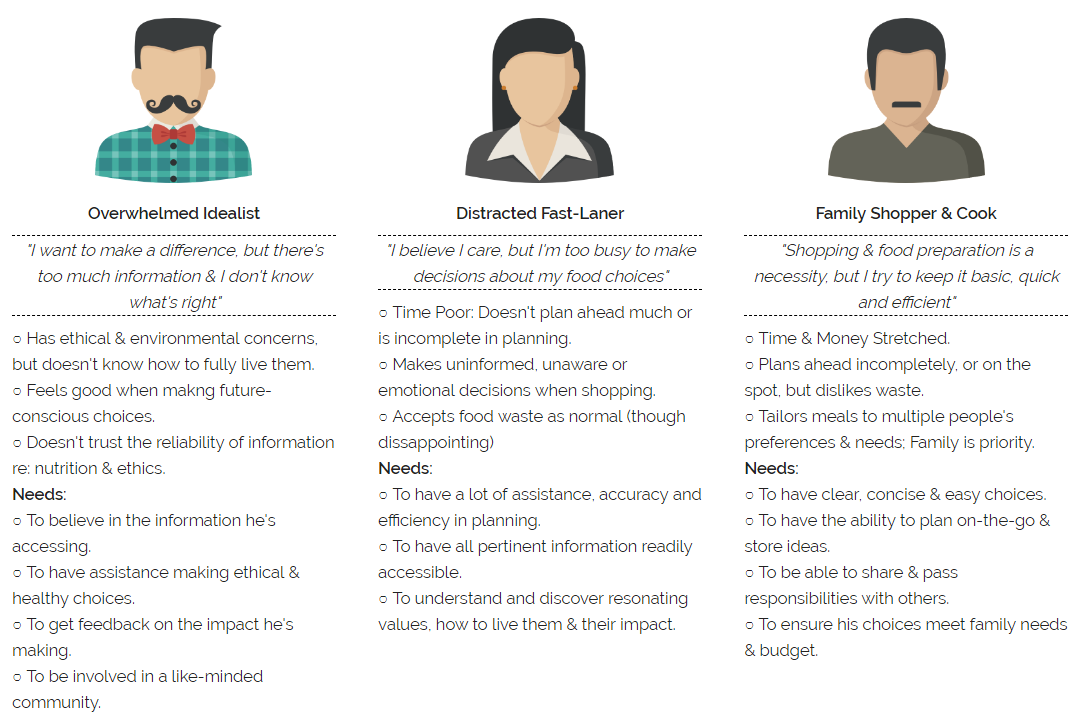 Overwhelmed Idealist
"I want to make a difference, but there's
too much information & I don't know
what's right"
○ Has ethical & environmental concerns,
but doesn't know how to fully live them.
○ Feels good when makng future-
conscious choices.
○ Doesn't trust the reliability of information
re: nutrition & ethics.
Needs:
○ To believe in the information he's
accessing.
○ To have assistance making ethical &
healthy choices.
○ To get feedback on the impact he's
making.
○ To be involved in a like-minded
community.
Distracted Fast-Laner
"I believe I care, but I'm too busy to make
decisions about my food choices"
○ Time Poor: Doesn't plan ahead much or
is incomplete in planning.
○ Makes uninformed, unaware or
emotional decisions when shopping.
○ Accepts food waste as normal (though
dissappointing)
Needs:
○ To have a lot of assistance, accuracy and
efficiency in planning.
○ To have all pertinent information readily
accessible.
○ To understand and discover resonating
values, how to live them & their impact.
Family Shopper & Cook
"Shopping & food preparation is a
necessity, but I try to keep it basic, quick
and efficient"
○ Time & Money Stretched.
○ Plans ahead incompletely, or on the
spot, but dislikes waste.
○ Tailors meals to multiple people's
preferences & needs; Family is priority.
Needs:
○ To have clear, concise & easy choices.
○ To have the ability to plan on-the-go &
store ideas.
○ To be able to share & pass
responsibilities with others.
○ To ensure his choices meet family needs
& budget.